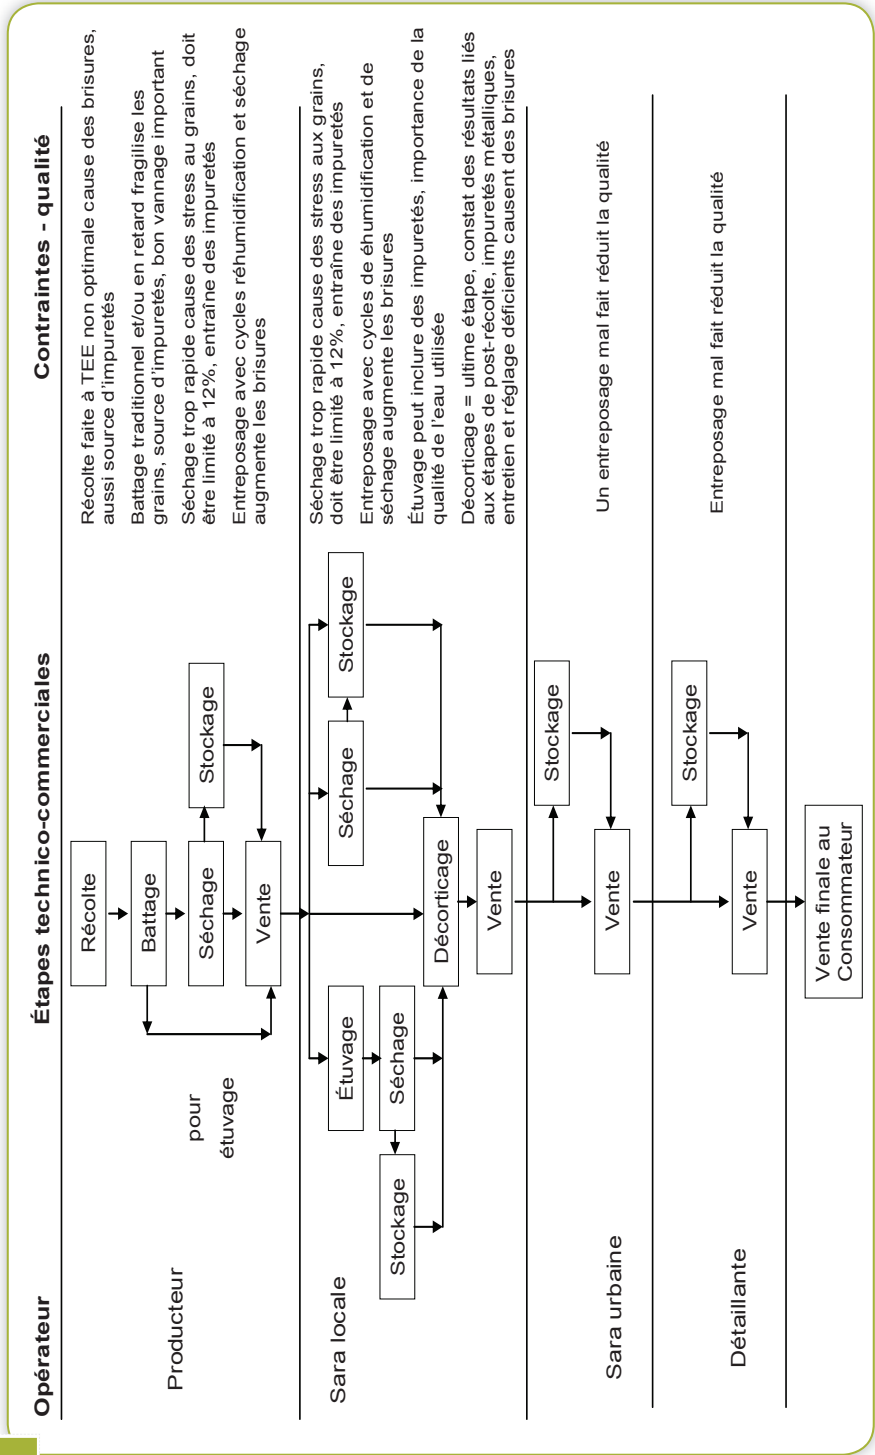 Opérateur
Étapes technico-commerciales
Contraintes - qualité
Producteur
Récolte
Battage
Séchage
Stockage
Vente
pour
étuvage
Récolte faite à TEE non optimale cause des brisures,
aussi source d'impuretés
Battage traditionnel et/ou en retard fragilise les
grains, source d'impuretés, bon vannage important
Séchage trop rapide cause des stress au grains, doit
être limité à 12%, entraîne des impuretés
Entreposage avec cycles réhumidification et séchage
augmente les brisures
Sara locale
Étuvage
Séchage
Stockage
Séchage
Stockage
Décorticage
Vente
Séchage trop rapide cause des stress aux grains,
doit être limité à 12%, entraîne des impuretés
Entreposage avec cycles de éhumidification et de
séchage augmente les brisures
Étuvage peut inclure des impuretés, importance de la
qualité de l'eau utilisée
Décorticage = ultime étape, constat des résultats liés
aux étapes de post-récolte, impuretés métalliques,
entretien et réglage déficients causent des brisures
Sara urbaine
Stockage
Vente
Un entreposage mal fait réduit la qualité
Détaillante
Stockage
Vente
Entreposage mal fait réduit la qualité
Vente finale au
Consommateur